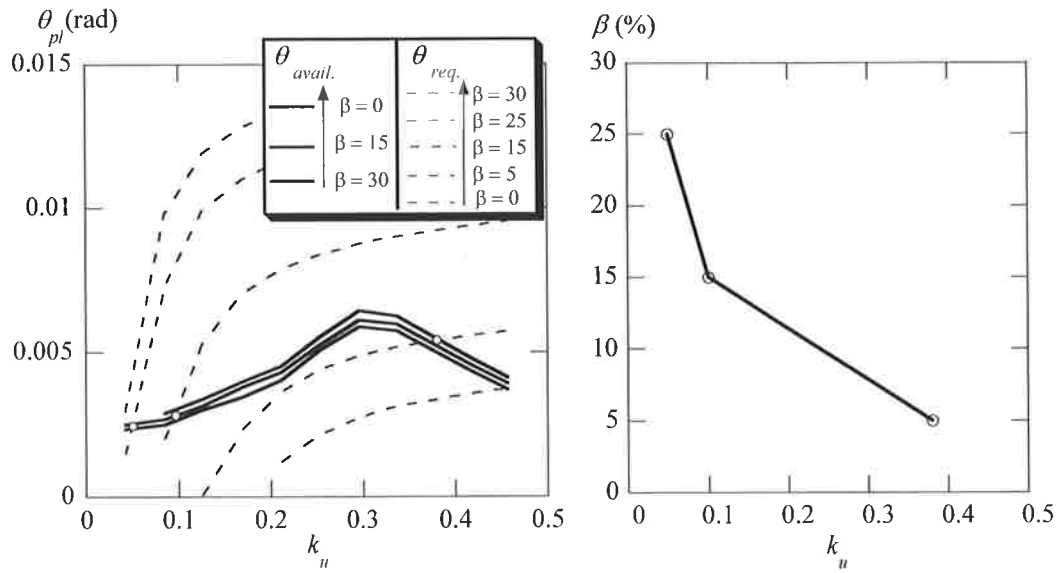 θpl(rad)
0.015
0.01
0.005
0
0
0.1
0.2
0.3
0.4
0.5
ku
θavail.
β = 0
β = 15
β = 30
θreq.
β = 30
β = 25
β = 15
β = 5
β = 0
β (%)
30
25
20
15
10
5
0
0
0.1
0.2
0.3
0.4
0.5
ku